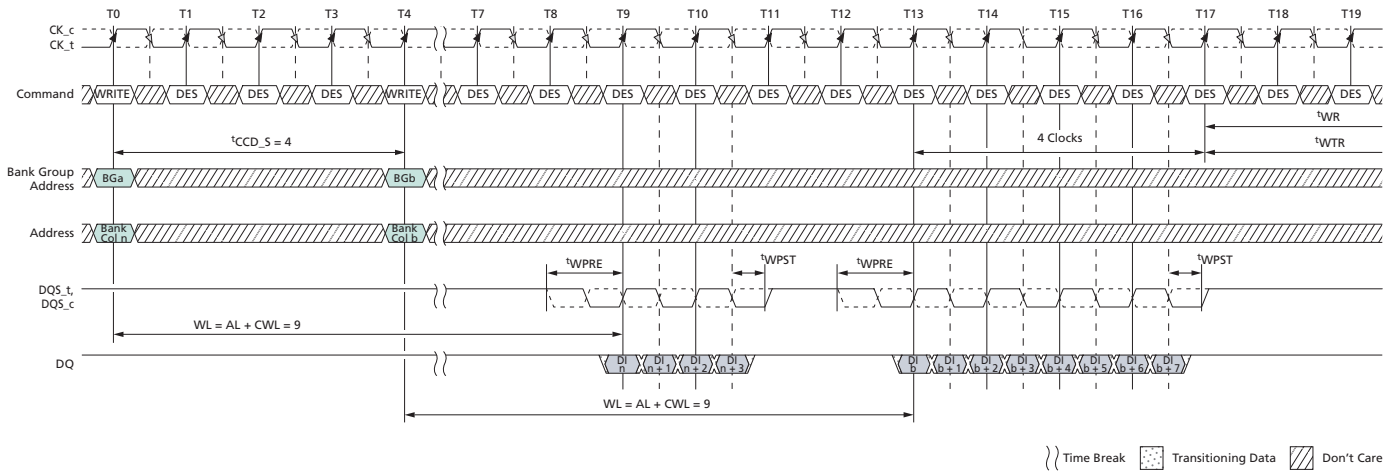 T0 T1 T2 T3 T4 T7 T8 T9 T10 T11 T12 T13 T14 T15 T16 T17 T18 T19
CK_c
CK_t
Command WRITE DES DES DES WRITE DES DES DES DES DES DES DES DES DES DES DES DES DES
tWR
tCCD_S = 4 4 Clocks tWTR
Bank Group
Address BGa BGb
Address Bank
Col n Bank
Col b
tWPRE tWPST tWPRE tWPST
DQS_t,
DQS_c
WL = AL + CWL = 9
DQ DI
n DI
n + 1 DI
n + 2 DI
n + 3 DI
b DI
b + 1 DI
b + 2 DI
b + 3 DI
b + 4 DI
b + 5 DI
b + 6 DI
b + 7
WL = AL + CWL = 9
Time Break Transitioning Data Don't Care